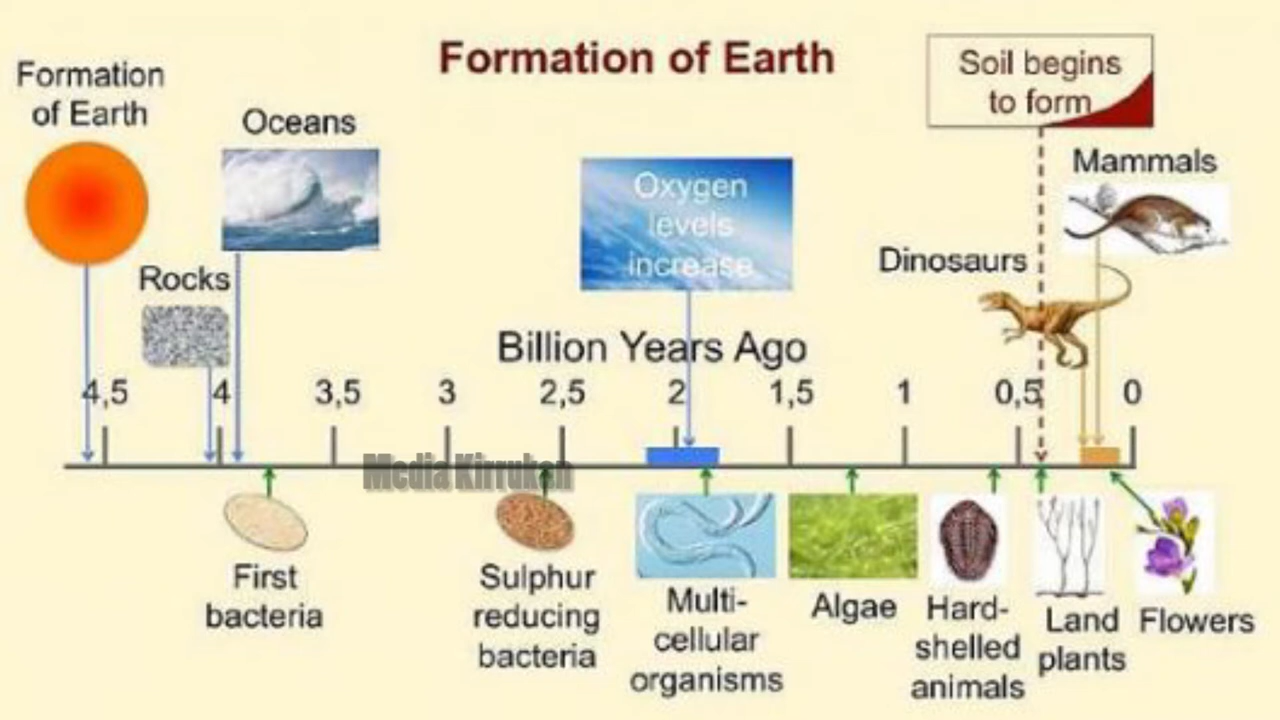 Formation of Earth
Formation
of Earth
Oceans
Rocks
Oxygen
levels
increase
Soil begins
to form
Mammals
Dinosaurs
Billion Years Ago
4,5 4 3,5 3 2,5 2 1,5 1 0,5 0
Media Kirrukan
First
bacteria
Sulphur
reducing
bacteria
Multi-
cellular
organisms
Algae
Hard-
shelled
animals
Land
plants
Flowers